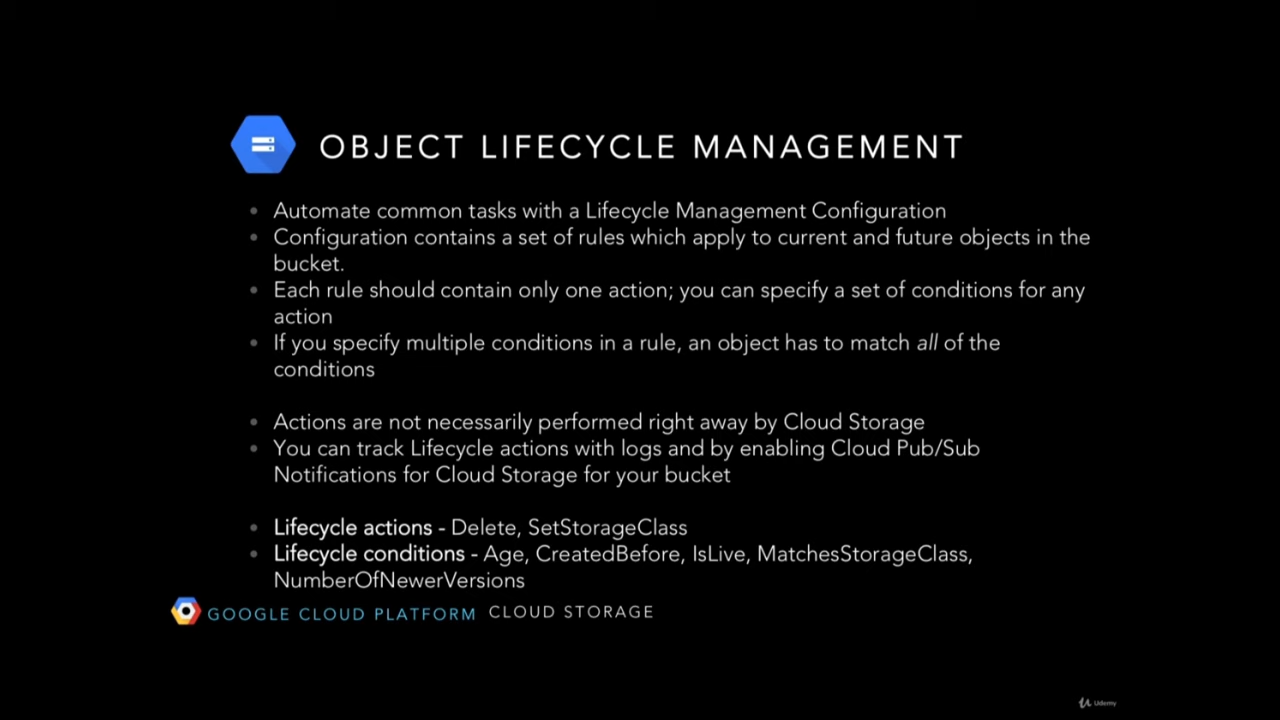 OBJECT LIFECYCLE MANAGEMENT
• Automate common tasks with a Lifecycle Management Configuration
• Configuration contains a set of rules which apply to current and future objects in the
bucket.
• Each rule should contain only one action; you can specify a set of conditions for any
action
• If you specify multiple conditions in a rule, an object has to match all of the
conditions
• Actions are not necessarily performed right away by Cloud Storage
• You can track Lifecycle actions with logs and by enabling Cloud Pub/Sub
Notifications for Cloud Storage for your bucket
• Lifecycle actions - Delete, SetStorageClass
• Lifecycle conditions - Age, CreatedBefore, IsLive, MatchesStorageClass,
NumberOfNewerVersions
GOOGLE CLOUD PLATFORM CLOUD STORAGE
Udemy